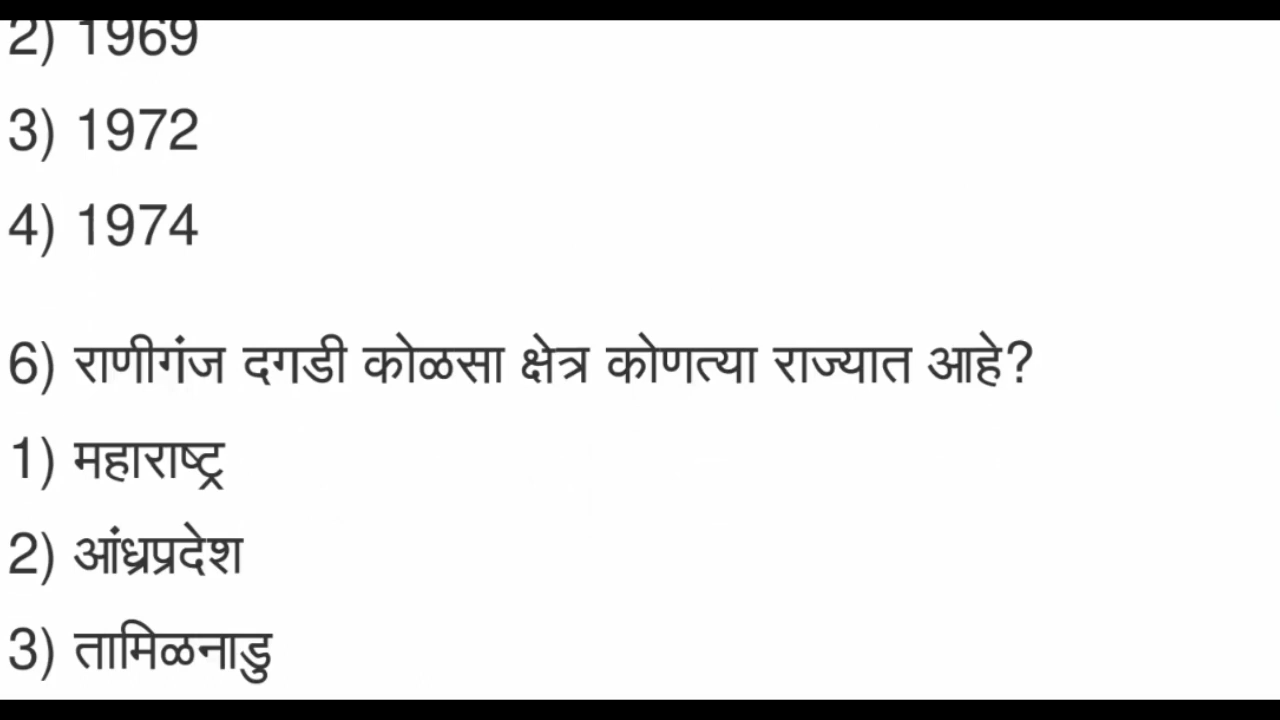 2) 1969
3) 1972
4) 1974
6) राणीगंज दगडी कोळसा क्षेत्र कोणत्या राज्यात आहे?
1) महाराष्ट्र
2) आंध्रप्रदेश
3) तामिळनाडु